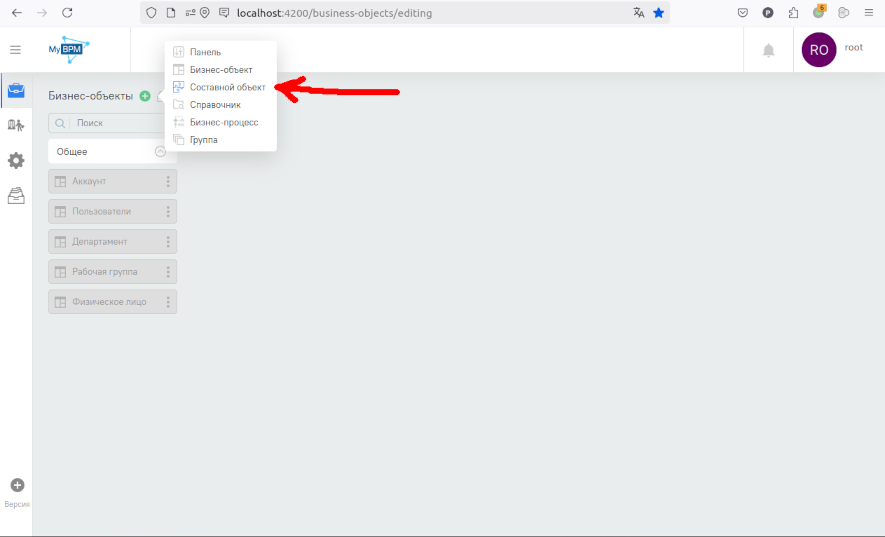 localhost:4200/business-objects/editing
P
5
MyBPM
RO
root
Панель
Бизнес-объект
Составной объект
Справочник
Бизнес-процесс
Группа
Бизнес-объекты
Поиск
Общее
Аккаунт
Пользователи
Департамент
Рабочая группа
Физическое лицо
Версия